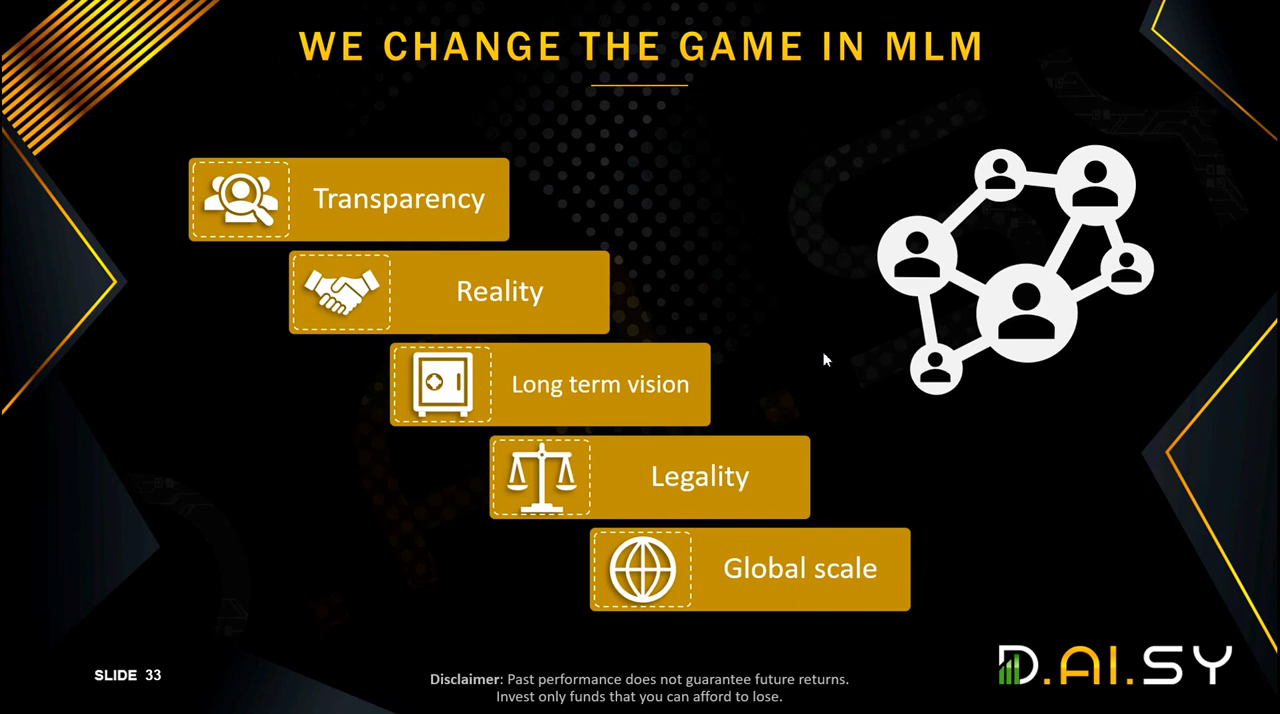 WE CHANGE THE GAME IN MLM
Transparency
Reality
Long term vision
Legality
Global scale
SLIDE 33
Disclaimer: Past performance does not guarantee future returns.
Invest only funds that you can afford to lose.
D.AI.SY